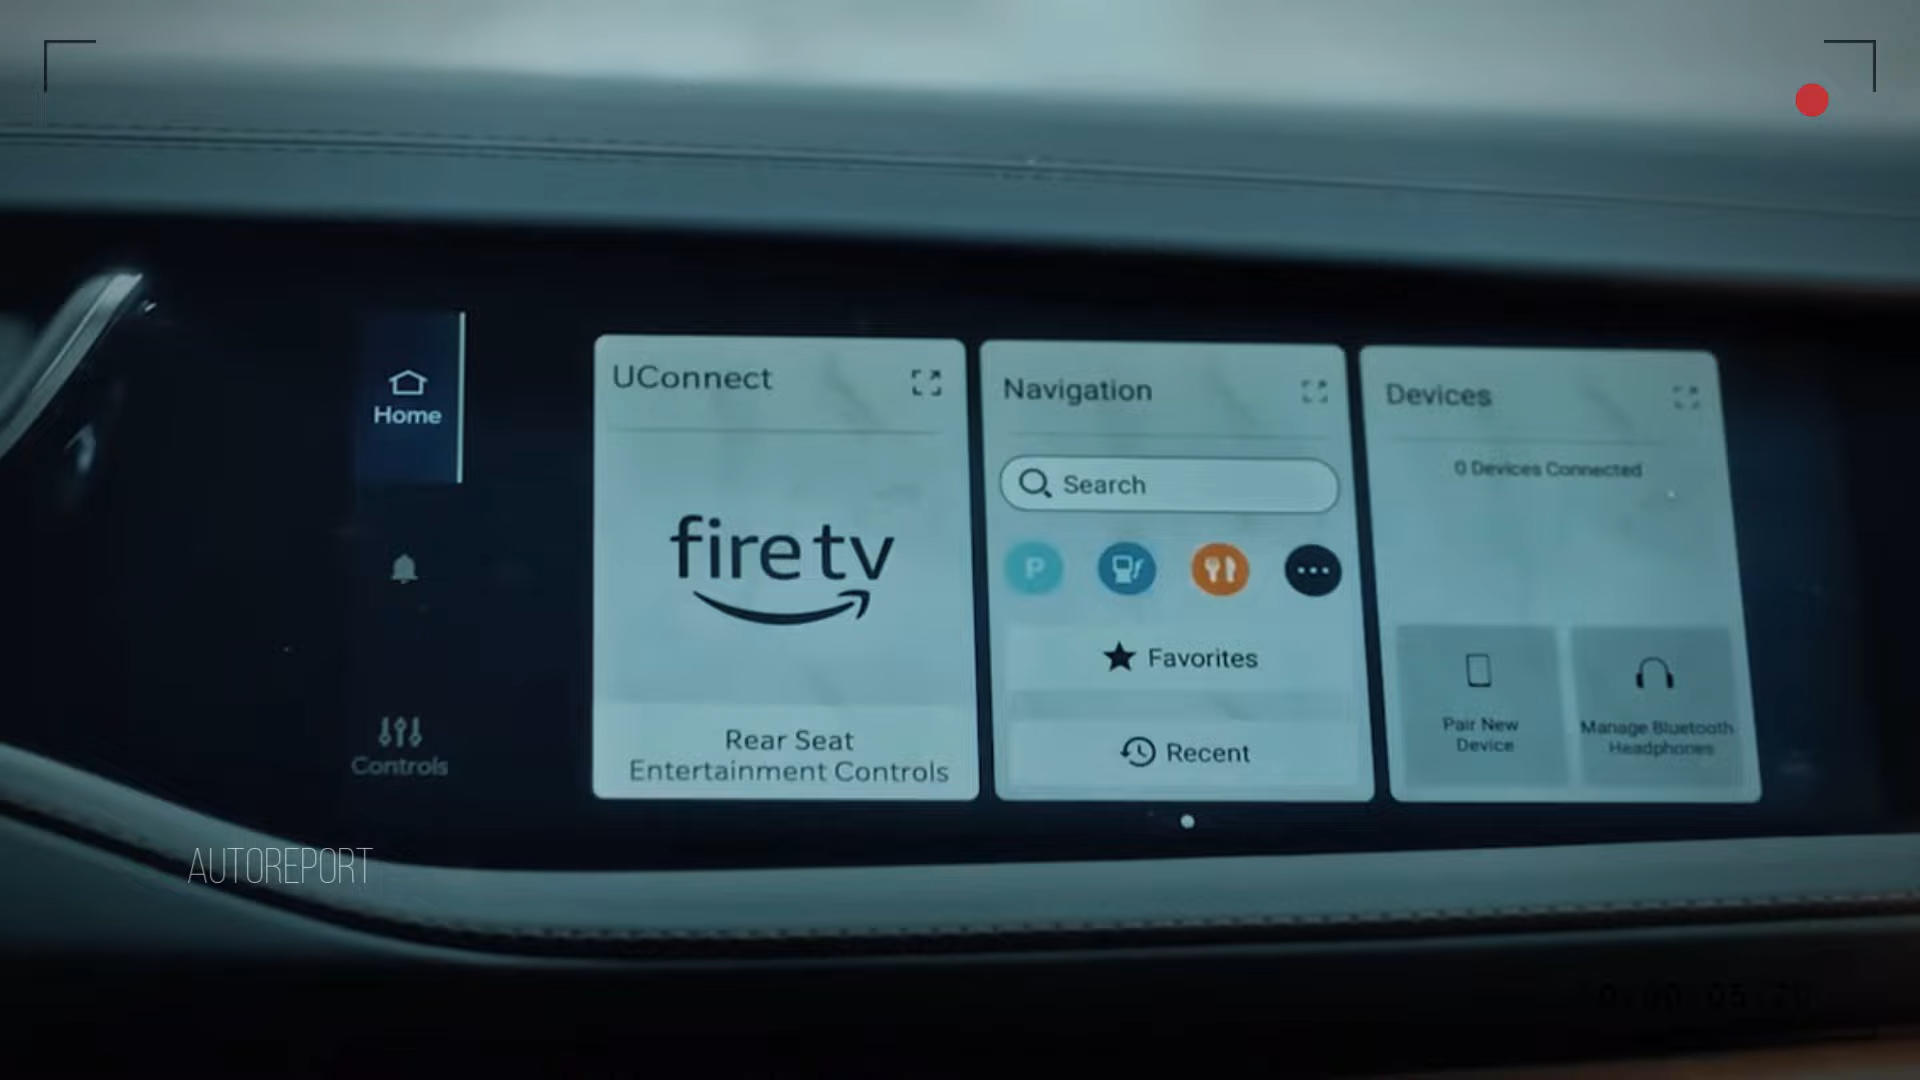 Home
Controls
UConnect
fire tv
Rear Seat
Entertainment Controls
Navigation
Search
P
Favorites
Recent
Devices
0 Devices Connected
Pair New
Device
Manage Bluetooth
Headphones
AUTOREPORT